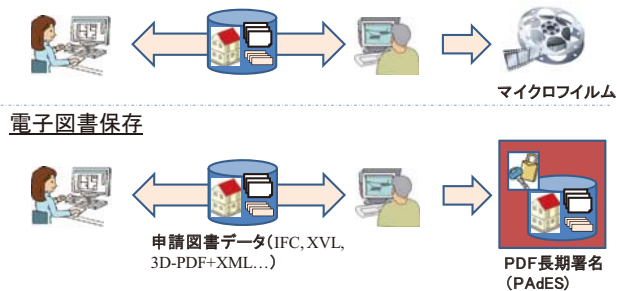 マイクロフイルム
電子図書保存
申請図書データ(IFC, XVL,
3D-PDF+XML…)
PDF長期署名
(PAdES)